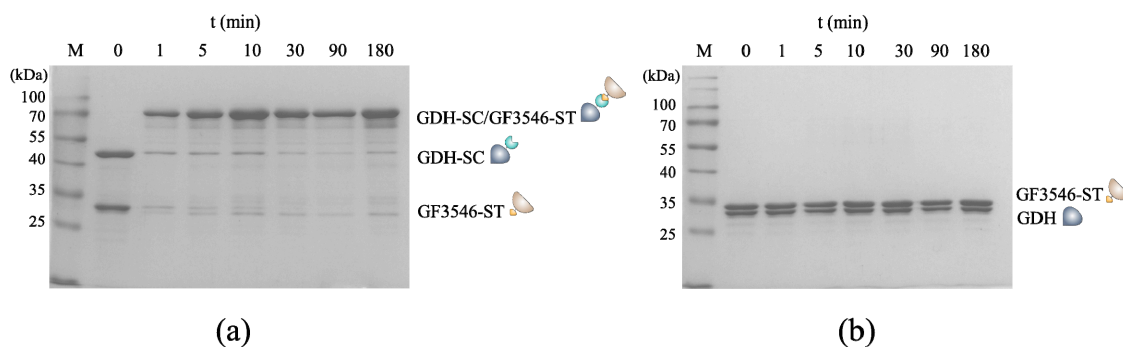 t (min)
M 0 1 5 10 30 90 180
(kDa)
100
70
55
40
35
25
GDH-SC/GF3546-ST
GDH-SC
GF3546-ST
(a)
t (min)
M 0 1 5 10 30 90 180
(kDa)
100
70
55
40
35
25
GF3546-ST
GDH
(b)